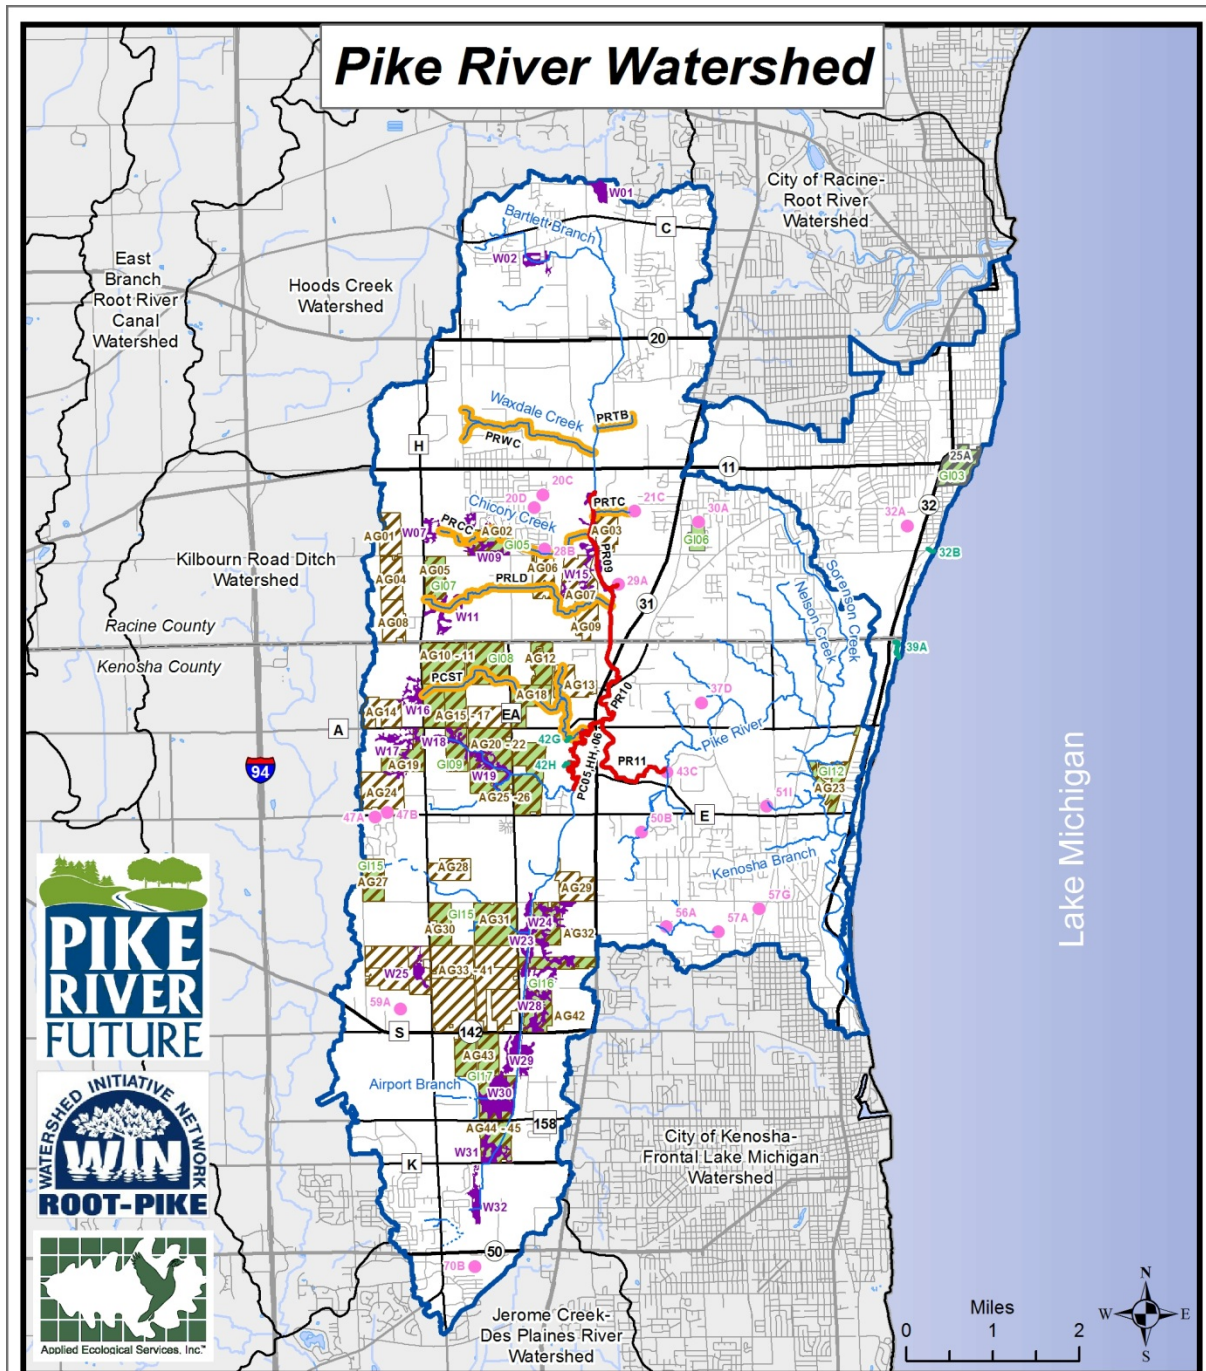 Pike River Watershed
City of Racine-
Root River
Watershed
East
Branch
Root River
Canal
Watershed
Hoods Creek
Watershed
W01
Bartlett Branch
C
W02
20
Waxdale Creek
PRTB
PRWC
H
11
25A
GI03
32
20C
20D
Chicory Creek
PRTC
21C
30A
32A
PRCC
W07
AG01
AG02
GI05
W09
28B
AG03
GI06
32B
Kilbourn Road Ditch
Watershed
AG04
AG05
GI07
AG06
W15
PR09
29A
PRLD
AG07
AG08
W11
AG09
31
Sorenson Creek
Nelson Creek
Racine County
Kenosha County
39A
AG10 - 11
GI08
AG12
PCST
AG18
AG13
PR10
37D
W16
AG14
AG15 - 17
EA
A
W17
W18
AG20 - 22
42G
Pike River
AG19
GI09
W19
42H
PC05,HH,06
PR11
43C
94
AG24
AG25 - 26
GI12
AG23
47A
47B
51I
E
50B
GI15
AG27
AG28
AG29
Kenosha Branch
Lake Michigan
57G
56A
57A
GI15
AG30
AG31
W24
W23
AG32
W25
AG33 - 41
GI16
59A
W28
S
142
AG42
AG43
W29
GI17
Airport Branch
W30
158
AG44 - 45
W31
K
W32
City of Kenosha-
Frontal Lake Michigan
Watershed
50
70B
Jerome Creek-
Des Plaines River
Watershed
PIKE
RIVER
FUTURE
WATERSHED INITIATIVE NETWORK
WIN
ROOT-PIKE
Applied Ecological Services, Inc.™
Miles
0 1 2
N
W E
S